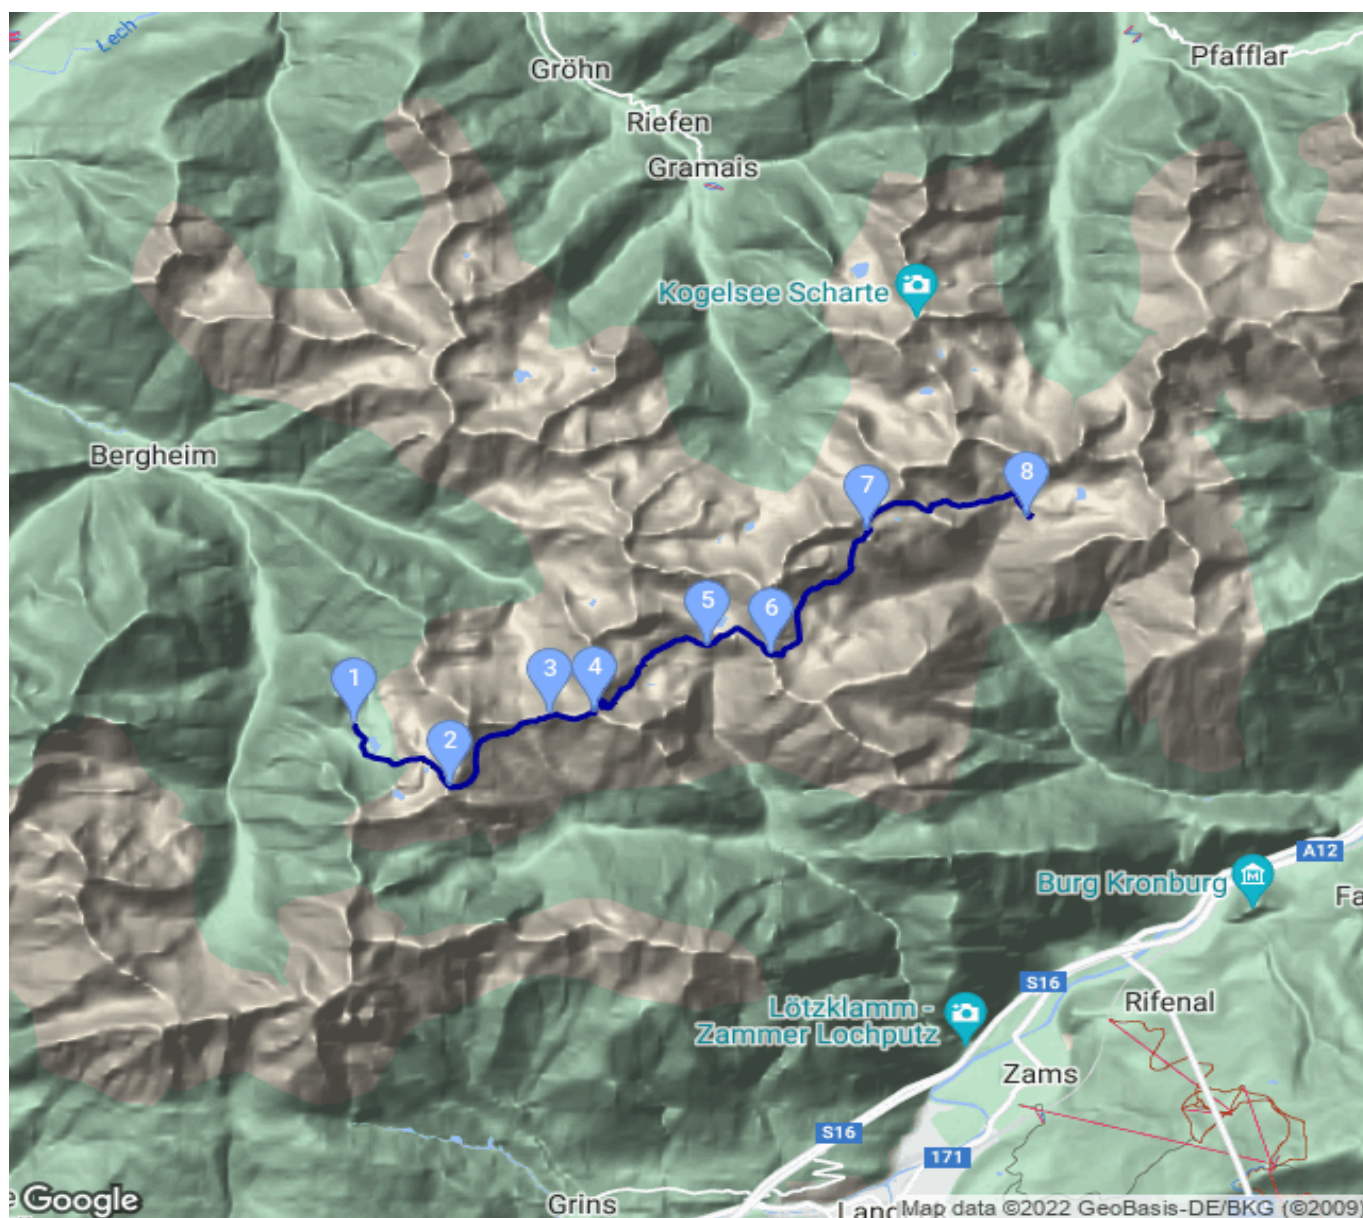 Lech
Pfafflar
Gröhn
Riefen
Gramais
Kogelsee Scharte
Bergheim
8
7
5
6
3
4
1
2
A12
Burg Kronburg
Fa
S16
Rifenal
Lötzklamm -
Zammer Lochputz
Zams
S16
171
Google
Grins
Land
Map data ©2022 GeoBasis-DE/BKG (©2009)